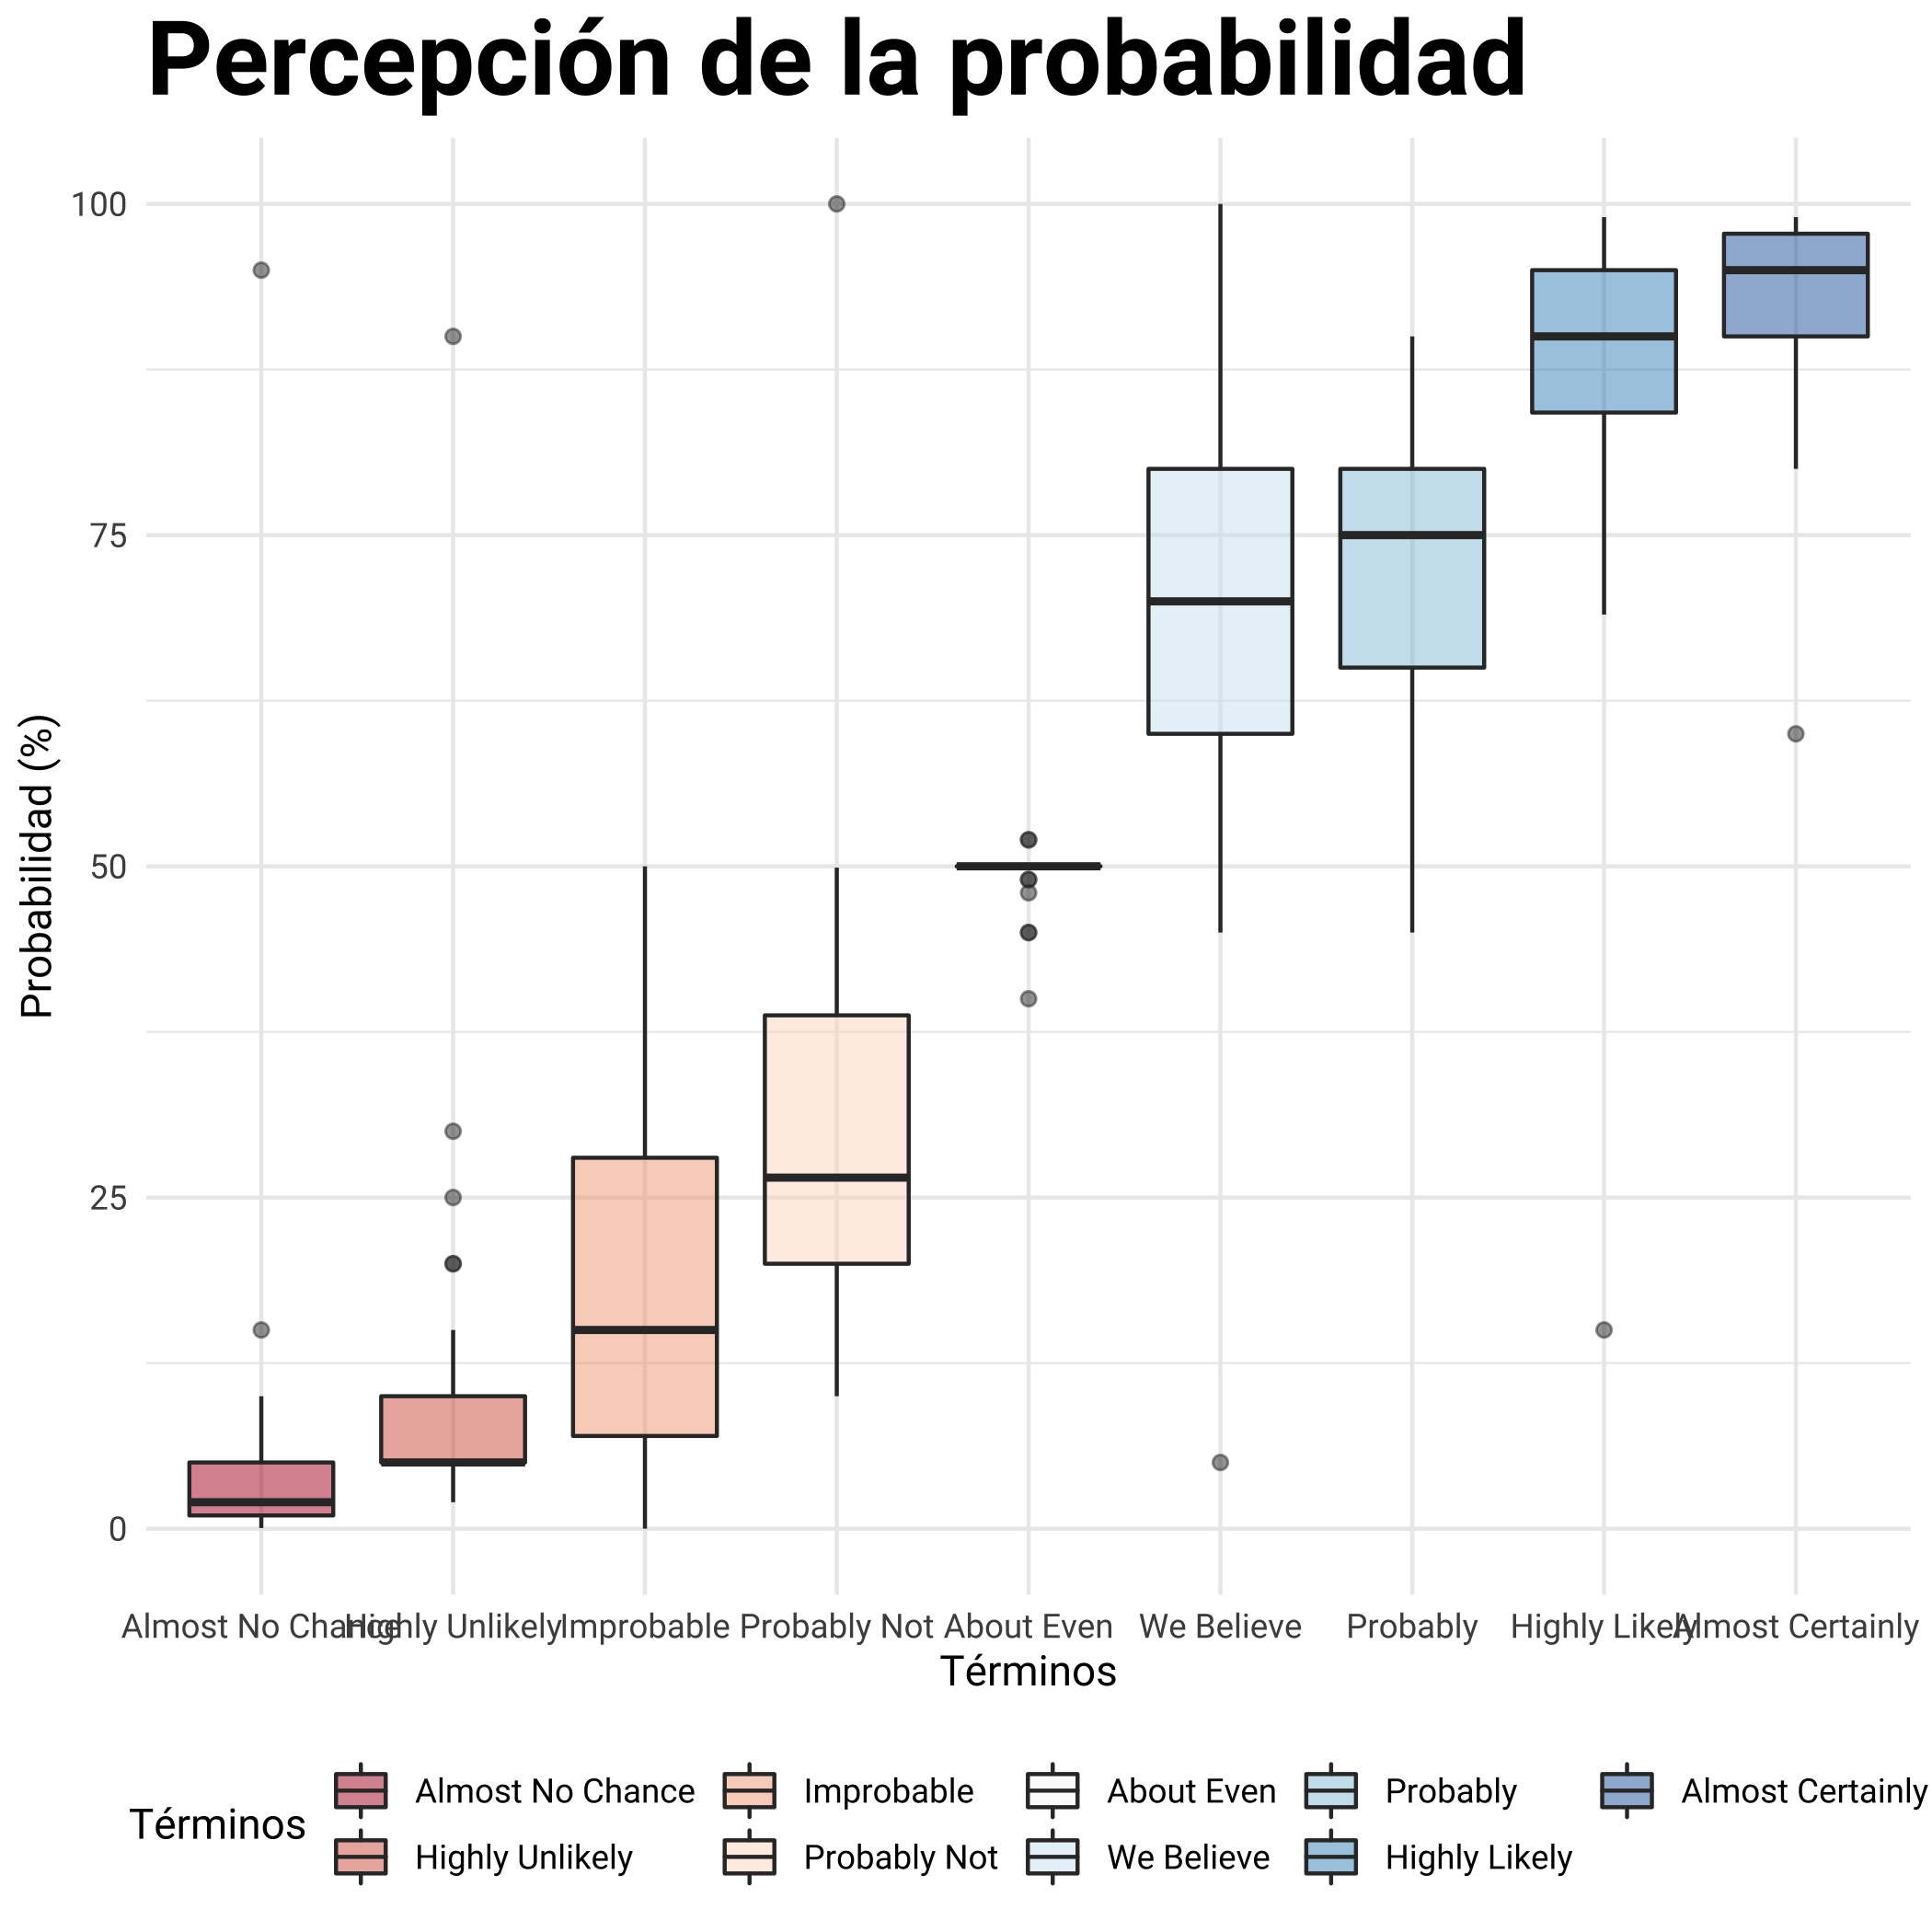 Percepción de la probabilidad
100
75
50
25
0
Probabilidad (%)
Almost No Chance
Highly Unlikely
Improbable
Probably Not
About Even
We Believe
Probably
Highly Likely
Almost Certainly
Términos
Términos
Almost No Chance
Highly Unlikely
Improbable
Probably Not
About Even
We Believe
Probably
Highly Likely
Almost Certainly